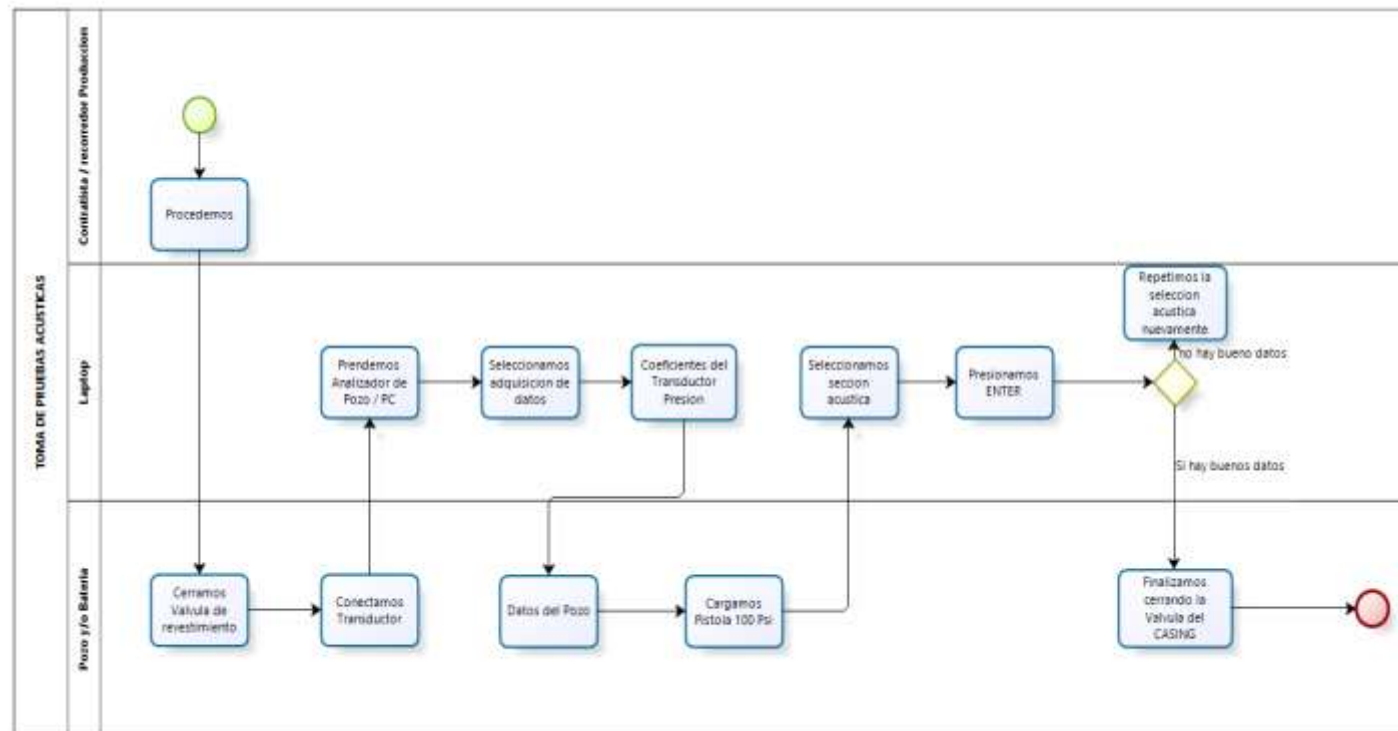 TOMA DE PRUEBAS ACUSTICAS
Contratista / recorredor Produccion
Procedemos
Laptop
Prendemos
Analizador de
Pozo / PC
Seleccionamos
adquisicion de
datos
Coeficientes del
Transductor
Presion
Seleccionamos
seccion
acustica
Presionamos
ENTER
Repetimos la
seleccion
acustica
nuevamente.
no hay bueno datos
Si hay buenos datos
Pozo y/o Bateria
Cerramos
Valvula de
revestimiento
Conectamos
Transductor
Datos del Pozo
Cargamos
Pistola 100 Psi
Finalizamos
cerrando la
Valvula del
CASING